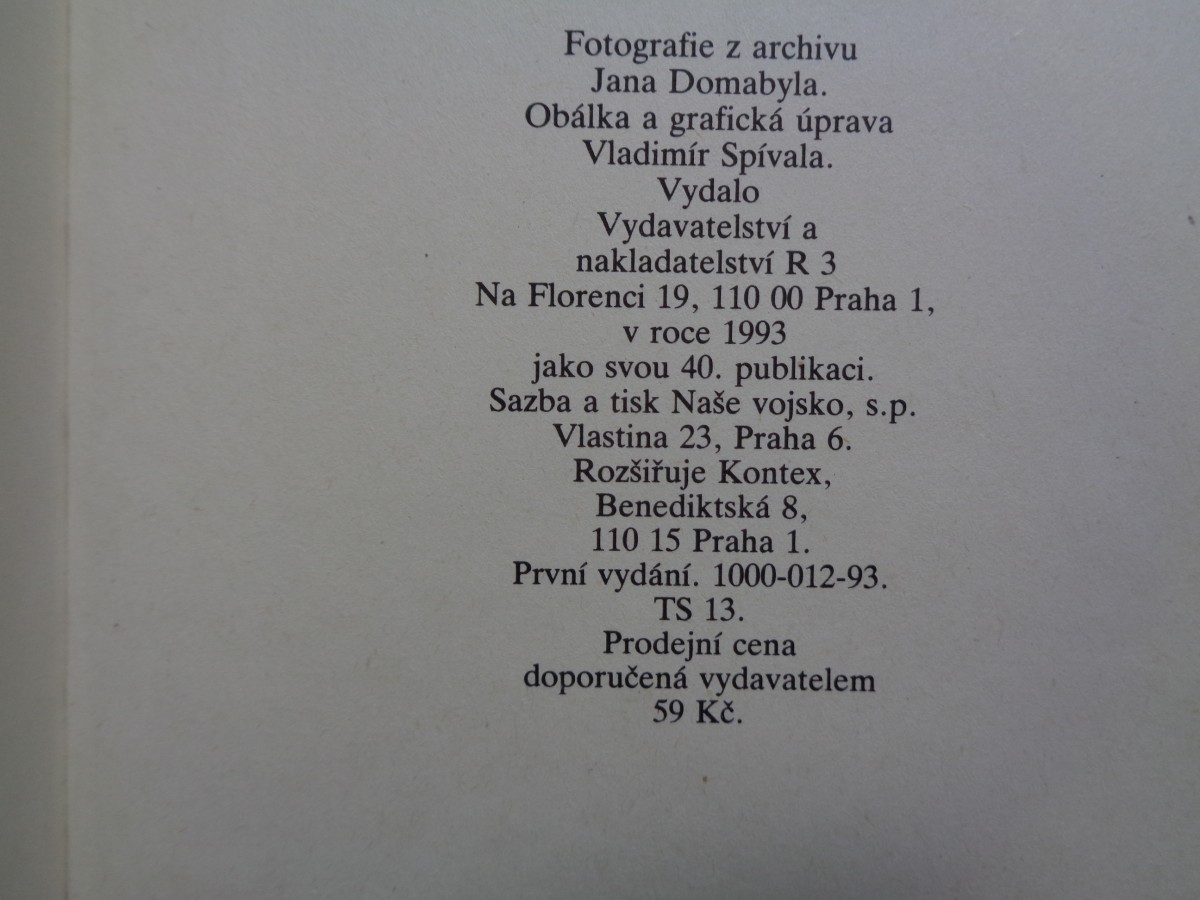 Fotografie z archivu
Jana Domabyla.
Obálka a grafická úprava
Vladimír Spívala.
Vydalo
Vydavatelství a
nakladatelství R 3
Na Florenci 19, 110 00 Praha 1,
v roce 1993
jako svou 40. publikaci.
Sazba a tisk Naše vojsko, s.p.
Vlastina 23, Praha 6.
Rozšiřuje Kontex,
Benediktská 8,
110 15 Praha 1.
První vydání. 1000-012-93.
TS 13.
Prodejní cena
doporučená vydavatelem
59 Kč.